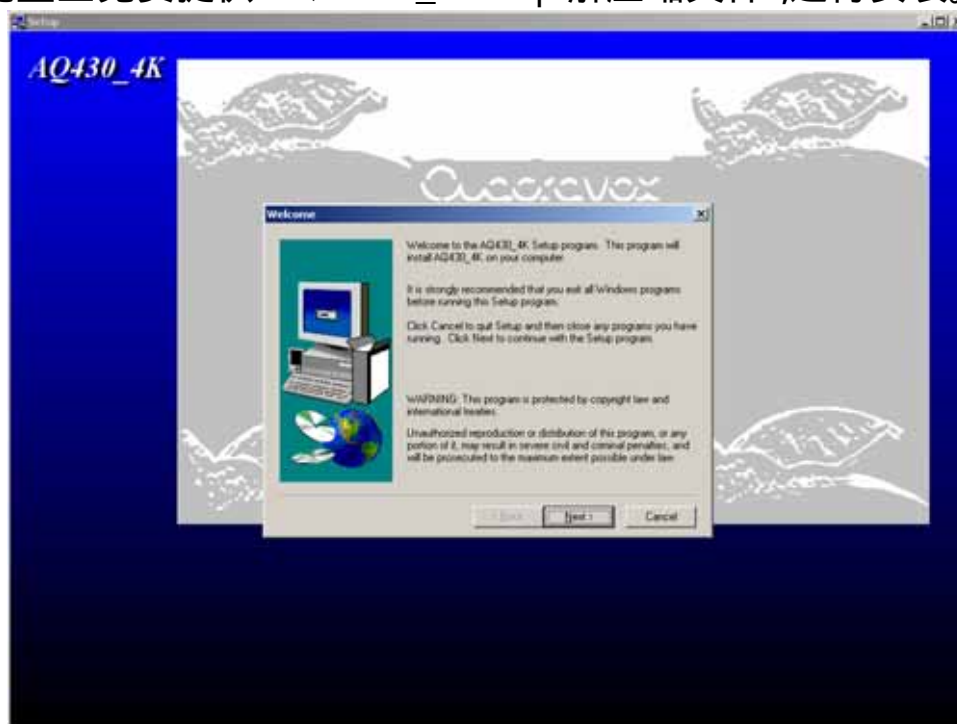 Setup
AQ430_4K
Welcome
Welcome to the AQ430_4K Setup program. This program will
install AQ430_4K on your computer.
It is strongly recommended that you exit all Windows programs
before running this Setup program.
Click Cancel to quit Setup and then close any programs you have
running. Click Next to continue with the Setup program.
WARNING: This program is protected by copyright law and
international treaties.
Unauthorized reproduction or distribution of this program, or any
portion of it, may result in severe civil and criminal penalties, and
will be prosecuted to the maximum extent possible under law.
< Back
Next >
Cancel